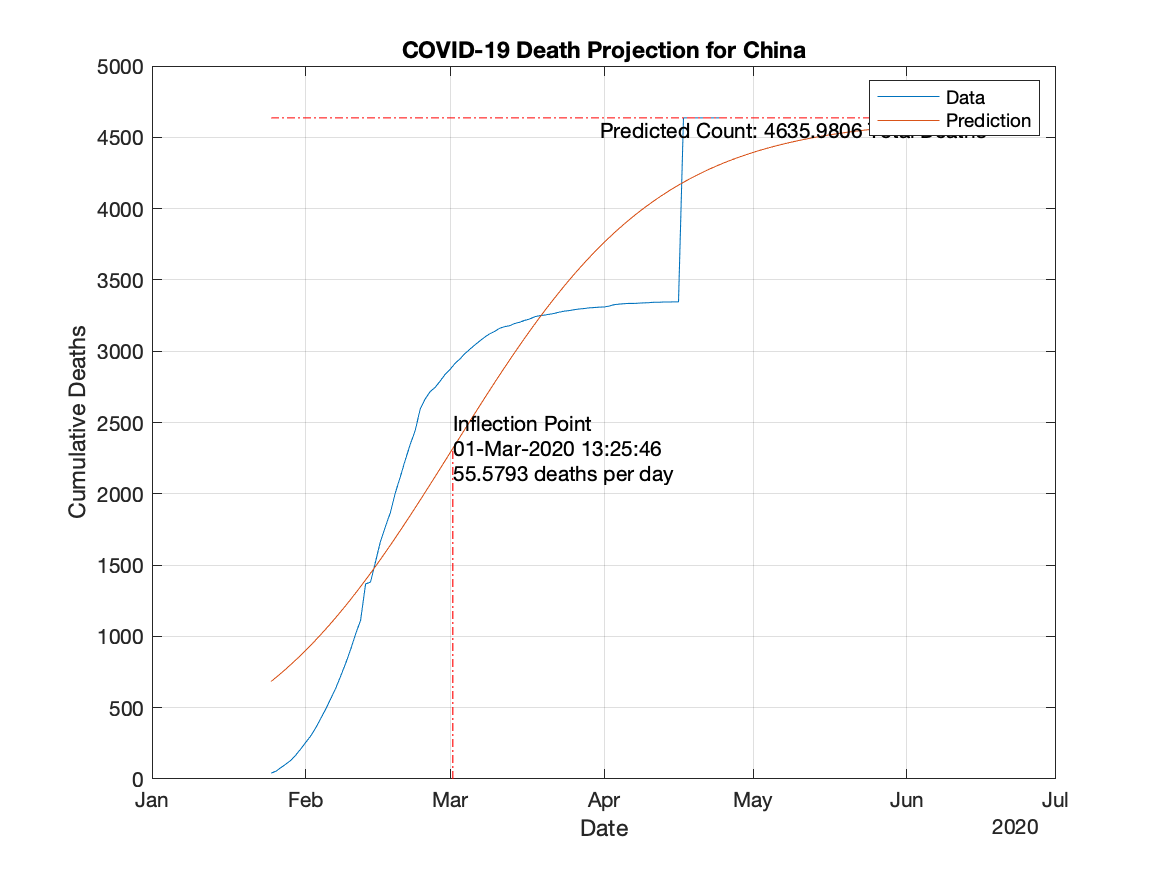 COVID-19 Death Projection for China
5000
4500
4000
3500
3000
2500
2000
1500
1000
500
0
Cumulative Deaths
Data
Prediction
Predicted Count: 4635.9806 Total Deaths
Inflection Point
01-Mar-2020 13:25:46
55.5793 deaths per day
Jan Feb Mar Apr May Jun Jul
Date
2020